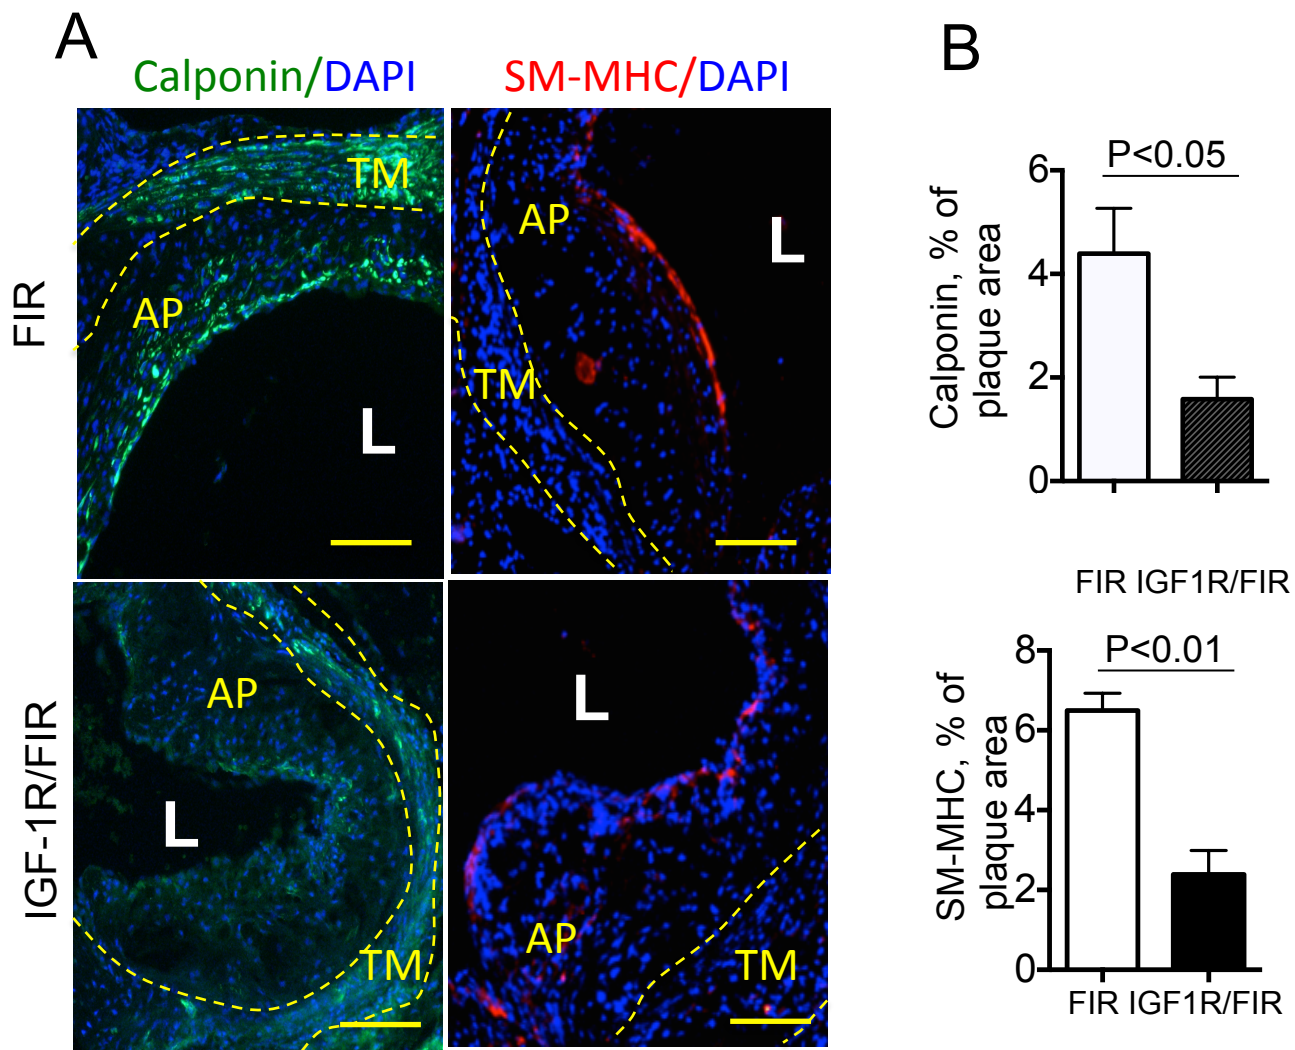 A
Calponin/DAPI
SM-MHC/DAPI
FIR
TM
AP
L
AP
L
TM
IGF-1R/FIR
AP
L
TM
L
AP
TM
B
P<0.05
Calponin, % of
plaque area
6
4
2
0
FIR IGF1R/FIR
P<0.01
SM-MHC, % of
plaque area
8
6
4
2
0
FIR IGF1R/FIR